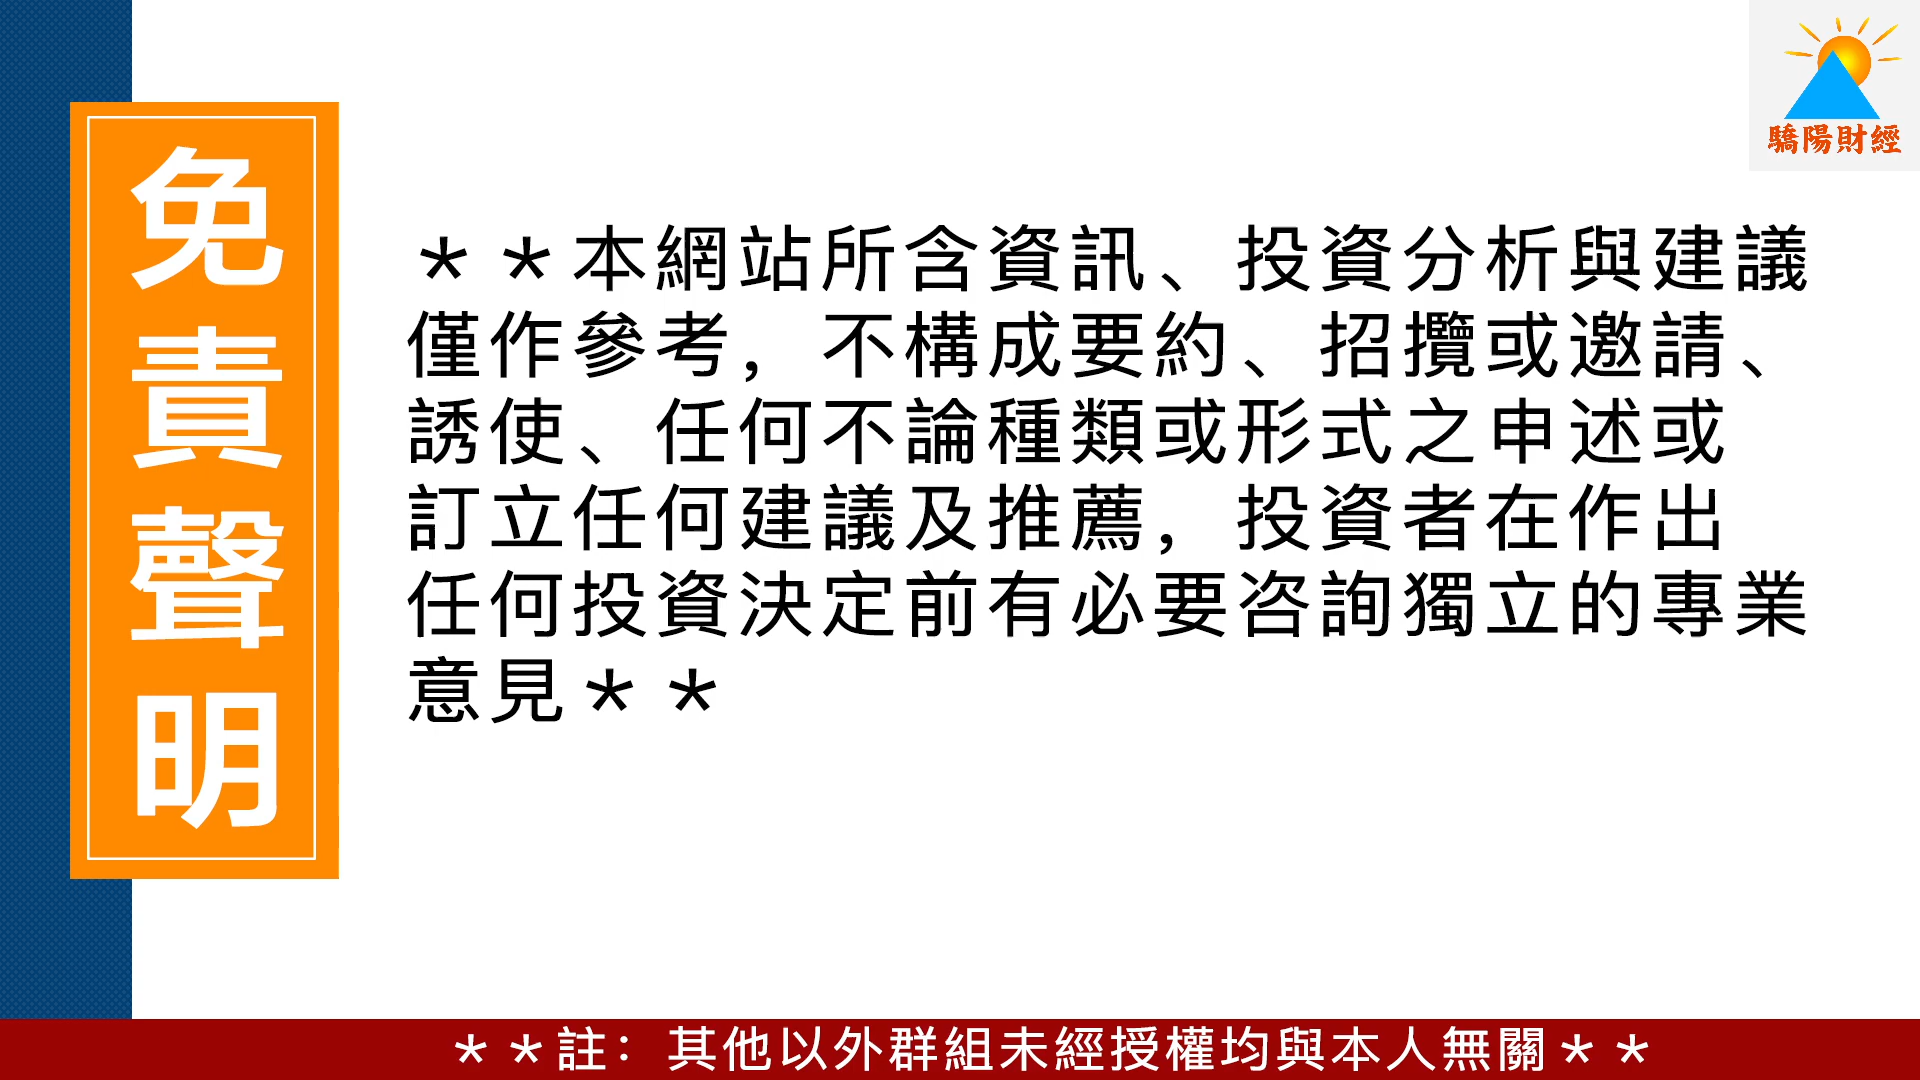 驕陽財經
免責聲明
＊＊本網站所含資訊、投資分析與建議
僅作參考，不構成要約、招攬或邀請、
誘使、任何不論種類或形式之申述或
訂立任何建議及推薦，投資者在作出
任何投資決定前有必要咨詢獨立的專業
意見＊＊
＊＊註：其他以外群組未經授權均與本人無關＊＊